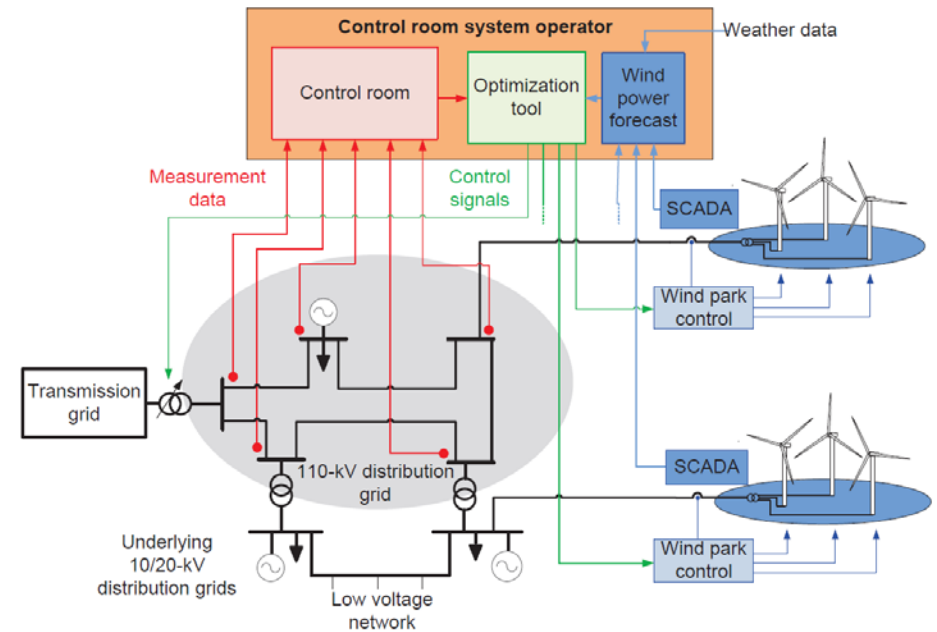 Control room system operator
Weather data
Control room
Optimization
tool
Wind
power
forecast
Measurement
data
Control
signals
SCADA
Wind park
control
Transmission
grid
110-kV distribution
grid
SCADA
Underlying
10/20-kV
distribution grids
Wind park
control
Low voltage
network